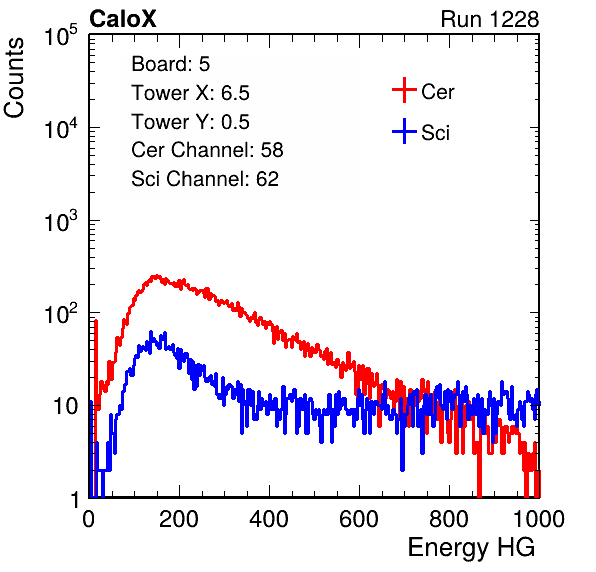 CaloX Run 1228
Counts
10^5
10^4
10^3
10^2
10
1
Board: 5
Tower X: 6.5
Tower Y: 0.5
Cer Channel: 58
Sci Channel: 62
Cer
Sci
0 200 400 600 800 1000
Energy HG